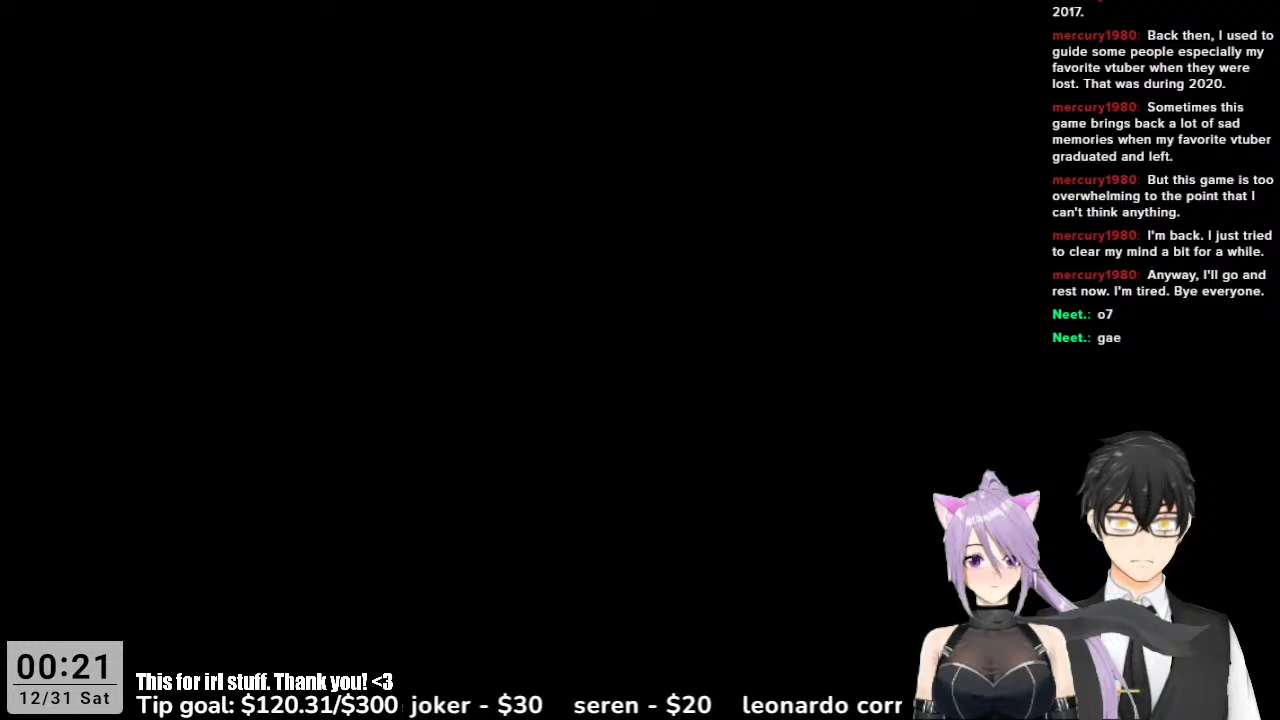 2017.
mercury1980: Back then, I used to
guide some people especially my
favorite vtuber when they were
lost. That was during 2020.
mercury1980: Sometimes this
game brings back a lot of sad
memories when my favorite vtuber
graduated and left.
mercury1980: But this game is too
overwhelming to the point that I
can't think anything.
mercury1980: I'm back. I just tried
to clear my mind a bit for a while.
mercury1980: Anyway, I'll go and
rest now. I'm tired. Bye everyone.
Neet.: o7
Neet.: gae
00:21
12/31 Sat
This for irl stuff. Thank you! <3
Tip goal: $120.31/$300 joker - $30 seren - $20 leonardo corr